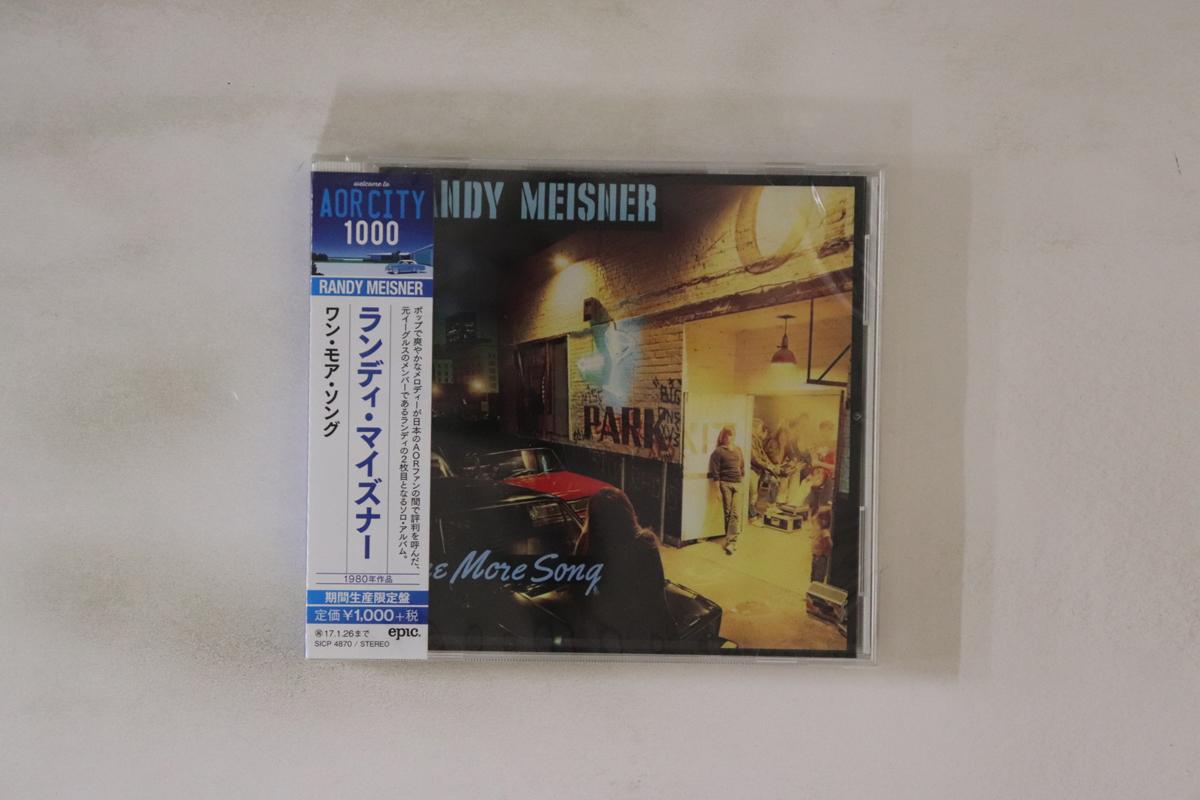 welcome to
AOR CITY
1000
RANDY MEISNER
ポップで爽やかなメロディーが日本のAORファンの間で評判を呼んだ、
元イーグルスのメンバーであるランディの2枚目となるソロ・アルバム。
ランディ・マイズナー
ワン・モア・ソング
1980年作品
期間生産限定盤
定価¥1,000+税
17.1.26まで
epic.
SICP 4870 / STEREO
ANDY MEISNER
PARK
e More Song